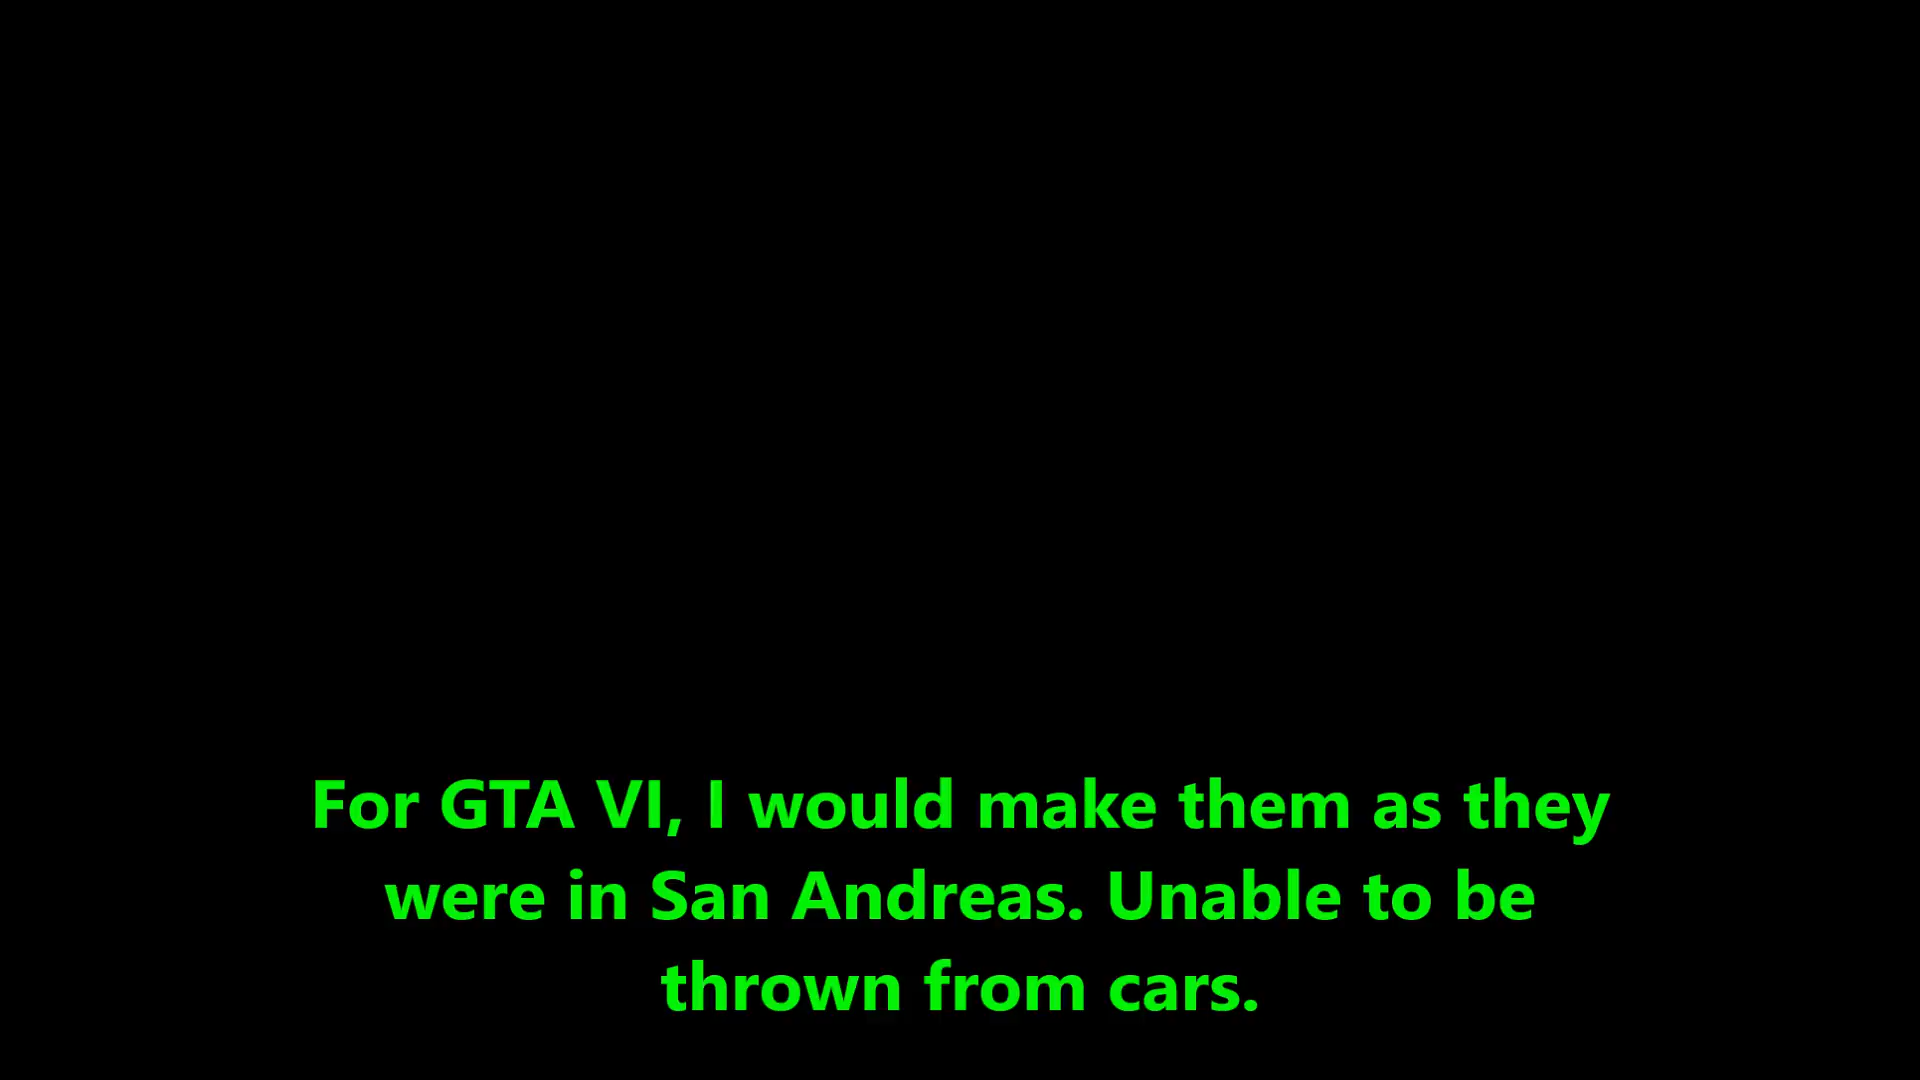 For GTA VI, I would make them as they
were in San Andreas. Unable to be
thrown from cars.